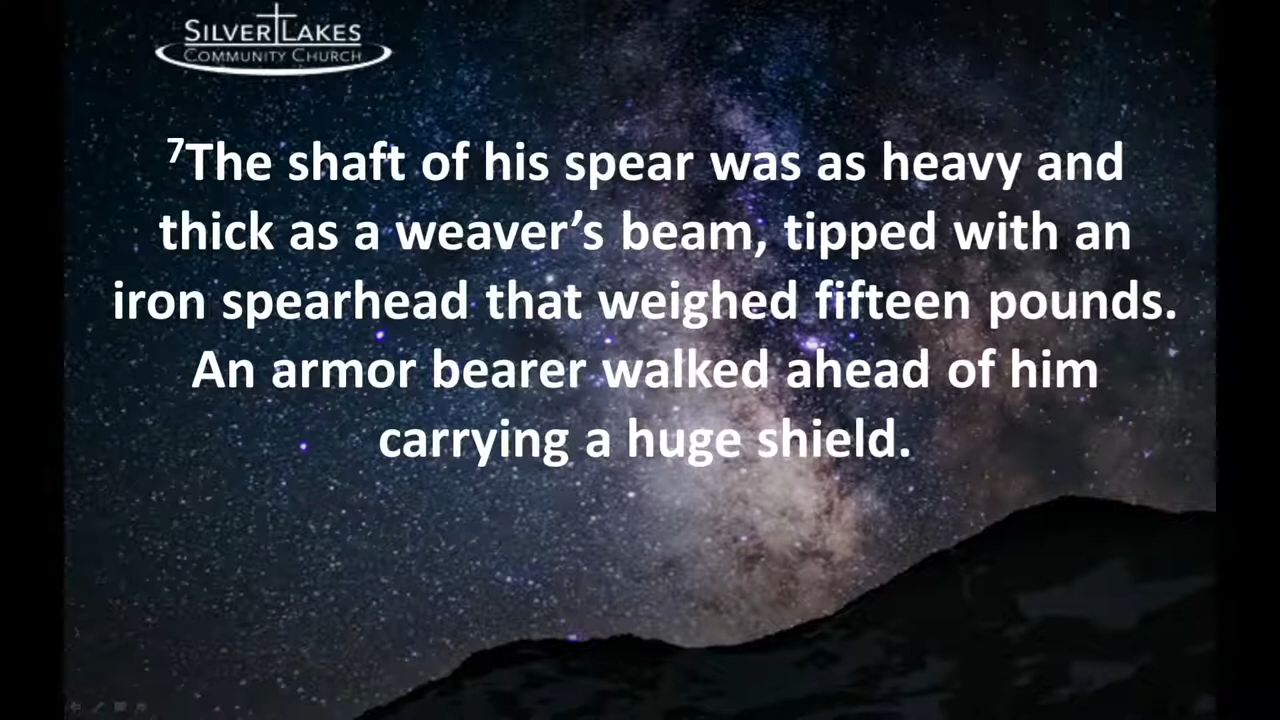 SILVER LAKES
COMMUNITY CHURCH
⁷The shaft of his spear was as heavy and
thick as a weaver’s beam, tipped with an
iron spearhead that weighed fifteen pounds.
An armor bearer walked ahead of him
carrying a huge shield.